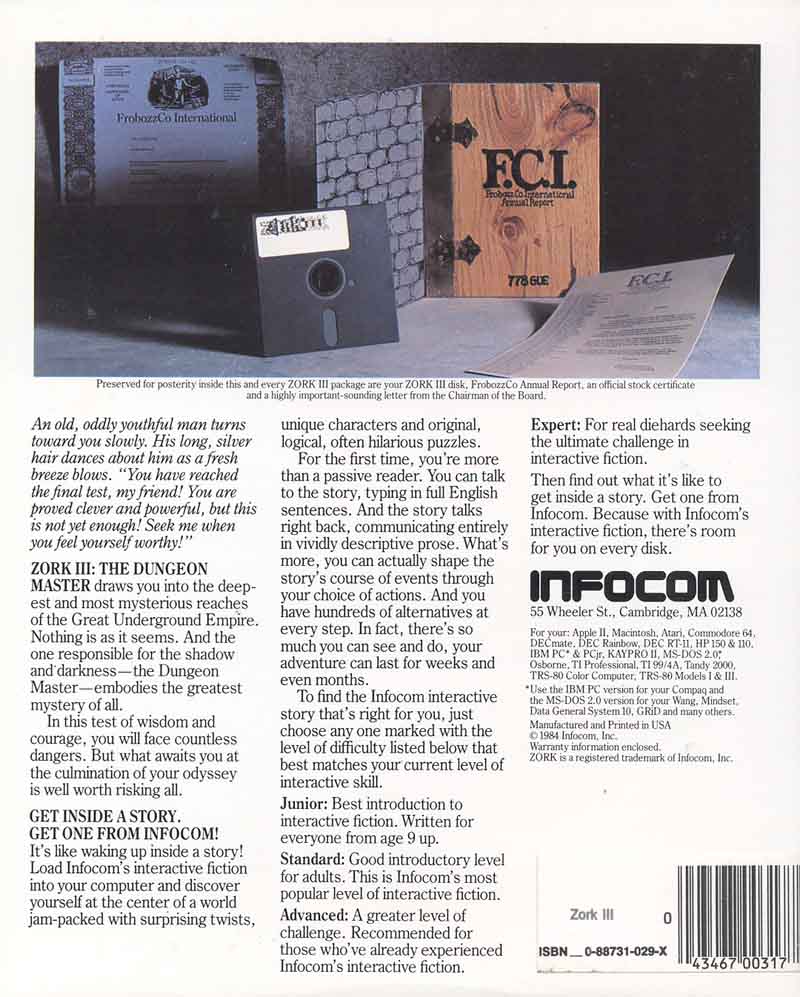 FrobozzCo International
F.C.I.
FrobozzCo International
Annual Report
778 GUE
Zork III
F.C.I.
Preserved for posterity inside this and every ZORK III package are your ZORK III disk, FrobozzCo Annual Report, an official stock certificate
and a highly important-sounding letter from the Chairman of the Board.
An old, oddly youthful man turns
toward you slowly. His long, silver
hair dances about him as a fresh
breeze blows. “You have reached
the final test, my friend! You are
proved clever and powerful, but this
is not yet enough! Seek me when
you feel yourself worthy!”
ZORK III: THE DUNGEON
MASTER draws you into the deep-
est and most mysterious reaches
of the Great Underground Empire.
Nothing is as it seems. And the
one responsible for the shadow
and darkness—the Dungeon
Master—embodies the greatest
mystery of all.
In this test of wisdom and
courage, you will face countless
dangers. But what awaits you at
the culmination of your odyssey
is well worth risking all.
GET INSIDE A STORY.
GET ONE FROM INFOCOM!
It’s like waking up inside a story!
Load Infocom’s interactive fiction
into your computer and discover
yourself at the center of a world
jam-packed with surprising twists,
unique characters and original,
logical, often hilarious puzzles.
For the first time, you’re more
than a passive reader. You can talk
to the story, typing in full English
sentences. And the story talks
right back, communicating entirely
in vividly descriptive prose. What’s
more, you can actually shape the
story’s course of events through
your choice of actions. And you
have hundreds of alternatives at
every step. In fact, there’s so
much you can see and do, your
adventure can last for weeks and
even months.
To find the Infocom interactive
story that’s right for you, just
choose any one marked with the
level of difficulty listed below that
best matches your current level of
interactive skill.
Junior: Best introduction to
interactive fiction. Written for
everyone from age 9 up.
Standard: Good introductory level
for adults. This is Infocom’s most
popular level of interactive fiction.
Advanced: A greater level of
challenge. Recommended for
those who’ve already experienced
Infocom’s interactive fiction.
Expert: For real diehards seeking
the ultimate challenge in
interactive fiction.
Then find out what it’s like to
get inside a story. Get one from
Infocom. Because with Infocom’s
interactive fiction, there’s room
for you on every disk.
INFOCOM
55 Wheeler St., Cambridge, MA 02138
For your: Apple II, Macintosh, Atari, Commodore 64,
DECmate, DEC Rainbow, DEC RT-11, HP 150 & 110,
IBM PC* & PCjr, KAYPRO II, MS-DOS 2.0,*
Osborne, TI Professional, TI 99/4A, Tandy 2000,
TRS-80 Color Computer, TRS-80 Models I & III.
*Use the IBM PC version for your Compaq and
the MS-DOS 2.0 version for your Wang, Mindset,
Data General System 10, GRiD and many others.
Manufactured and Printed in USA
© 1984 Infocom, Inc.
Warranty information enclosed.
ZORK is a registered trademark of Infocom, Inc.
Zork III
0
ISBN__0-88731-029-X
43467 00317